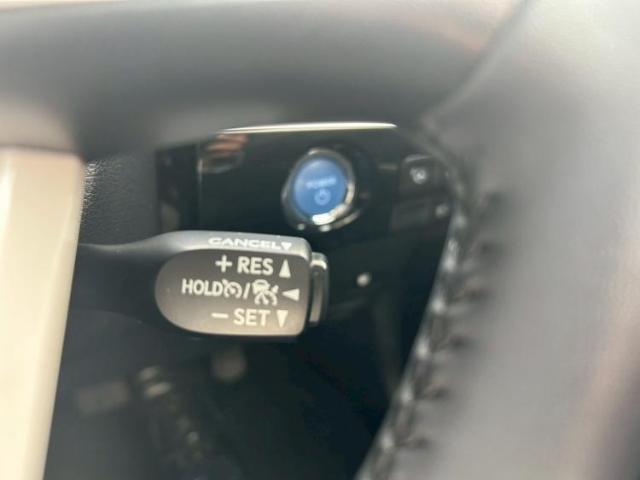 POWER
CANCEL
+ RES
HOLD /
− SET